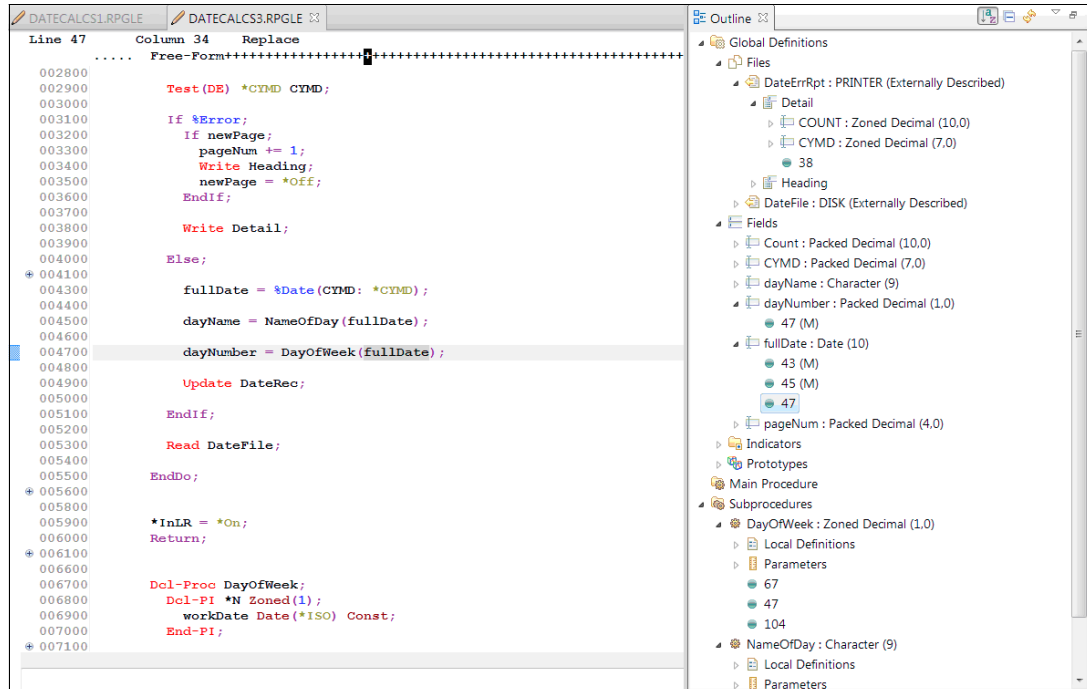 DATECALCS1.RPGLE
DATECALCS3.RPGLE
Line 47 Column 34 Replace
..... Free-Form+++++++++++++++++++++++++++++++++++++++++++++++++++++++++
002800
002900 Test(DE) *CYMD CYMD;
003000
003100 If %Error;
003200 If newPage;
003300 pageNum += 1;
003400 Write Heading;
003500 newPage = *Off;
003600 EndIf;
003700
003800 Write Detail;
003900
004000 Else;
004100
004300 fullDate = %Date(CYMD: *CYMD);
004400
004500 dayName = NameOfDay(fullDate);
004600
004700 dayNumber = DayOfWeek(fullDate);
004800
004900 Update DateRec;
005000
005100 EndIf;
005200
005300 Read DateFile;
005400
005500 EndDo;
005600
005800
005900 *InLR = *On;
006000 Return;
006100
006600
006700 Dcl-Proc DayOfWeek;
006800 Dcl-PI *N Zoned(1);
006900 workDate Date(*ISO) Const;
007000 End-PI;
007100
Outline
Global Definitions
Files
DateErrRpt : PRINTER (Externally Described)
Detail
COUNT : Zoned Decimal (10,0)
CYMD : Zoned Decimal (7,0)
38
Heading
DateFile : DISK (Externally Described)
Fields
Count : Packed Decimal (10,0)
CYMD : Packed Decimal (7,0)
dayName : Character (9)
dayNumber : Packed Decimal (1,0)
47 (M)
fullDate : Date (10)
43 (M)
45 (M)
47
pageNum : Packed Decimal (4,0)
Indicators
Prototypes
Main Procedure
Subprocedures
DayOfWeek : Zoned Decimal (1,0)
Local Definitions
Parameters
67
47
104
NameOfDay : Character (9)
Local Definitions
Parameters